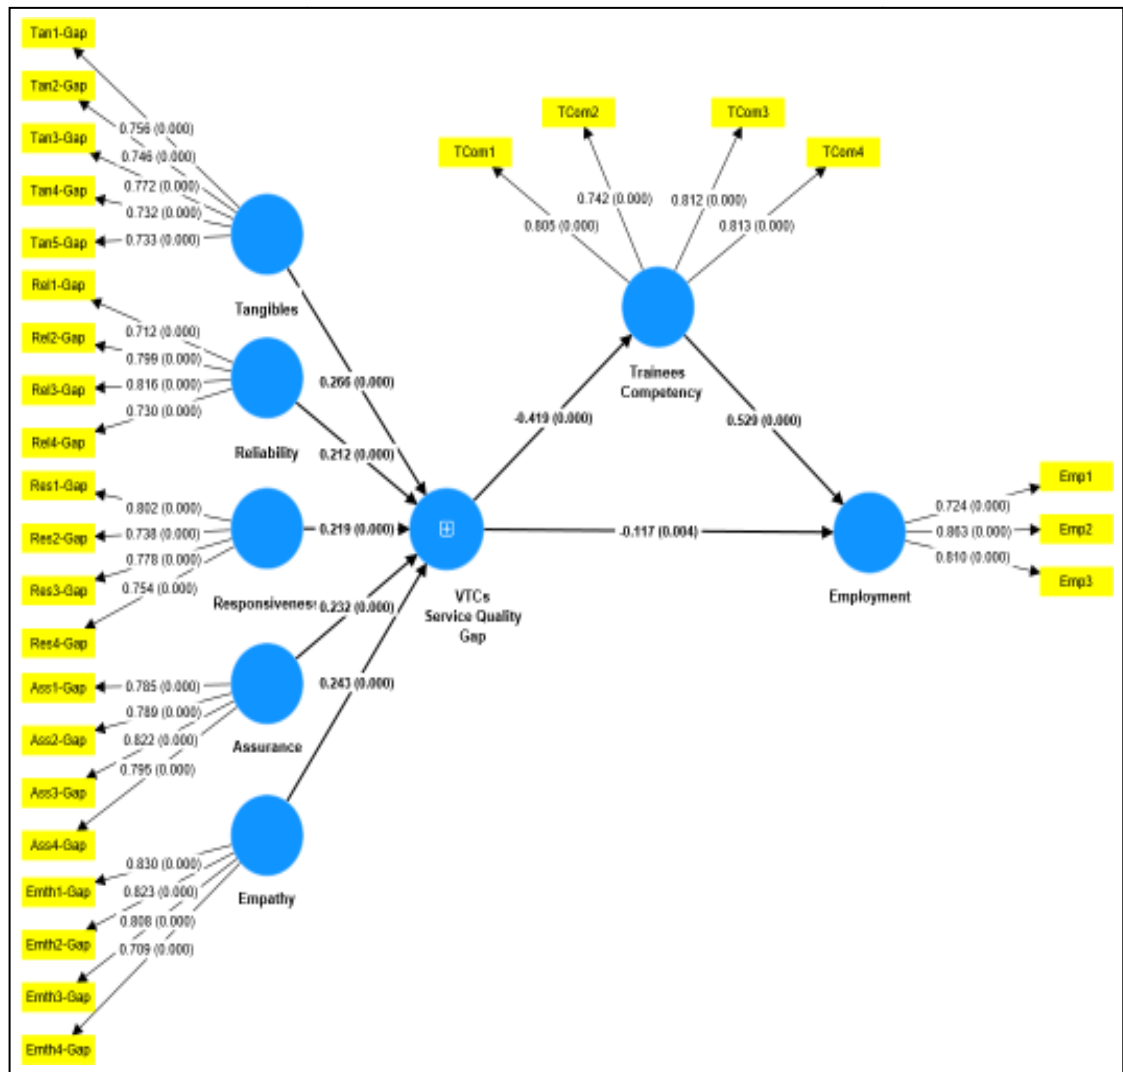 Tan1-Gap
Tan2-Gap
Tan3-Gap
Tan4-Gap
Tan5-Gap
0.756 (0.000)
0.746 (0.000)
0.772 (0.000)
0.732 (0.000)
0.733 (0.000)
Tangibles
Rel1-Gap
Rel2-Gap
Rel3-Gap
Rel4-Gap
0.712 (0.000)
0.799 (0.000)
0.816 (0.000)
0.730 (0.000)
Reliability
Res1-Gap
Res2-Gap
Res3-Gap
Res4-Gap
0.802 (0.000)
0.738 (0.000)
0.778 (0.000)
0.754 (0.000)
Responsiveness
Ass1-Gap
Ass2-Gap
Ass3-Gap
Ass4-Gap
0.785 (0.000)
0.789 (0.000)
0.822 (0.000)
0.795 (0.000)
Assurance
Emth1-Gap
Emth2-Gap
Emth3-Gap
Emth4-Gap
0.830 (0.000)
0.823 (0.000)
0.808 (0.000)
0.709 (0.000)
Empathy
0.266 (0.000)
0.212 (0.000)
0.219 (0.000)
0.232 (0.000)
0.243 (0.000)
VTCs
Service Quality
Gap
-0.419 (0.000)
-0.117 (0.004)
TCom1
TCom2
TCom3
TCom4
0.805 (0.000)
0.742 (0.000)
0.812 (0.000)
0.813 (0.000)
Trainees
Competency
0.529 (0.000)
Employment
0.724 (0.000)
0.863 (0.000)
0.810 (0.000)
Emp1
Emp2
Emp3